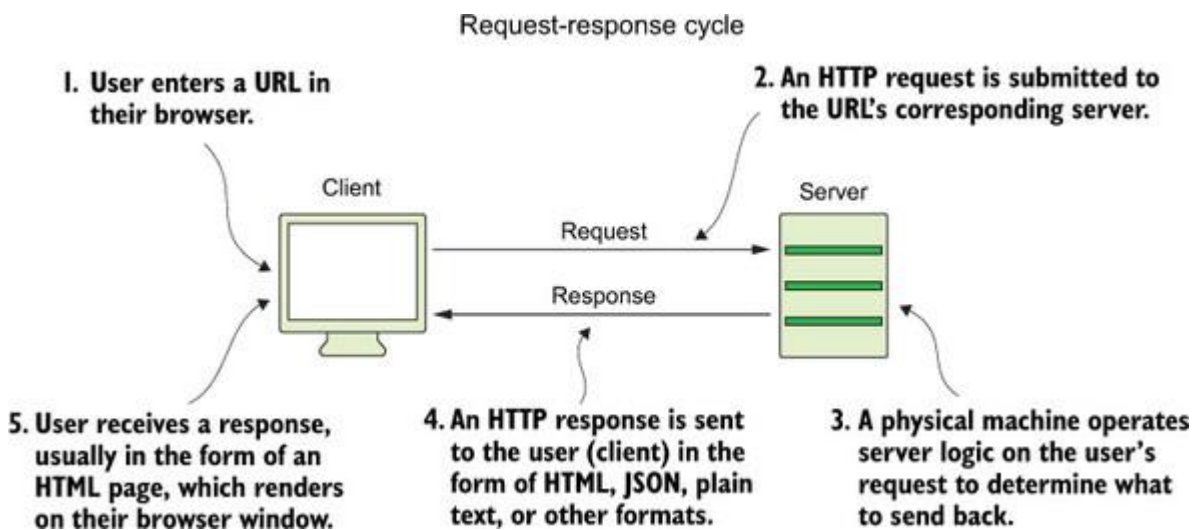 Request-response cycle
1. User enters a URL in
their browser.
2. An HTTP request is submitted to
the URL's corresponding server.
Client
Server
Request
Response
5. User receives a response,
usually in the form of an
HTML page, which renders
on their browser window.
4. An HTTP response is sent
to the user (client) in the
form of HTML, JSON, plain
text, or other formats.
3. A physical machine operates
server logic on the user's
request to determine what
to send back.